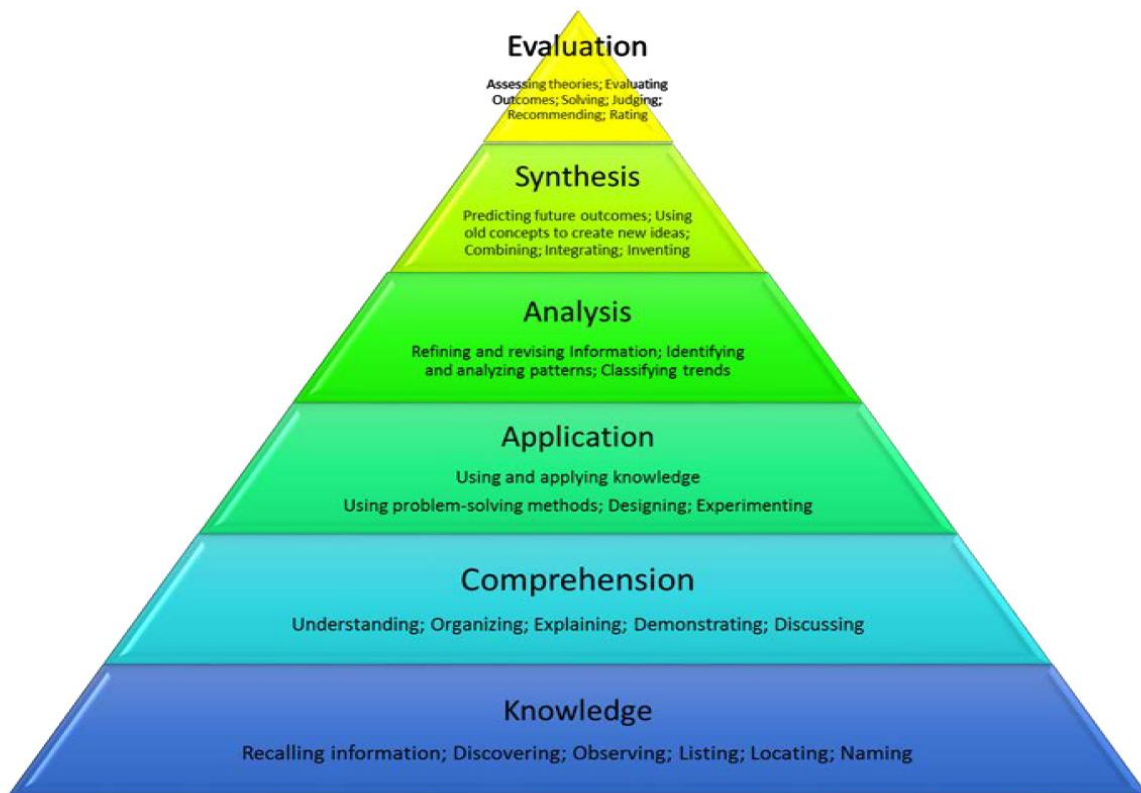 Evaluation
Assessing theories; Evaluating
Outcomes; Solving; Judging;
Recommending; Rating
Synthesis
Predicting future outcomes; Using
old concepts to create new ideas;
Combining; Integrating; Inventing
Analysis
Refining and revising Information; Identifying
and analyzing patterns; Classifying trends
Application
Using and applying knowledge
Using problem-solving methods; Designing; Experimenting
Comprehension
Understanding; Organizing; Explaining; Demonstrating; Discussing
Knowledge
Recalling information; Discovering; Observing; Listing; Locating; Naming